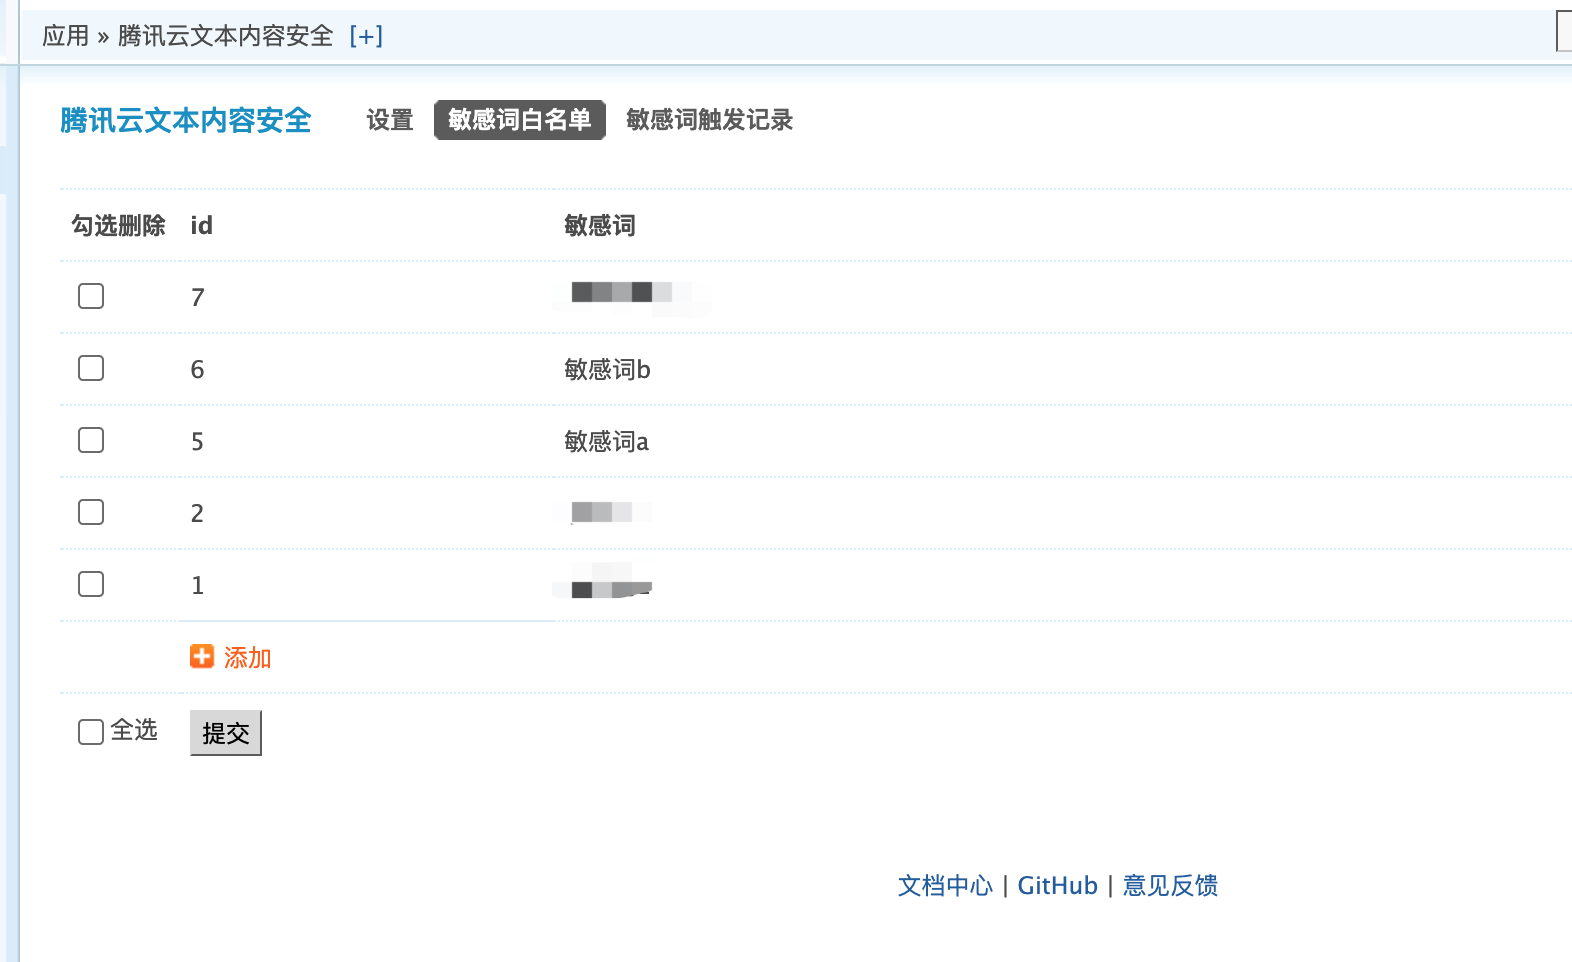 应用 » 腾讯云文本内容安全 [+]
腾讯云文本内容安全 设置 敏感词白名单 敏感词触发记录
勾选删除 id 敏感词
7
6 敏感词b
5 敏感词a
2
1
添加
全选 提交
文档中心 | GitHub | 意见反馈